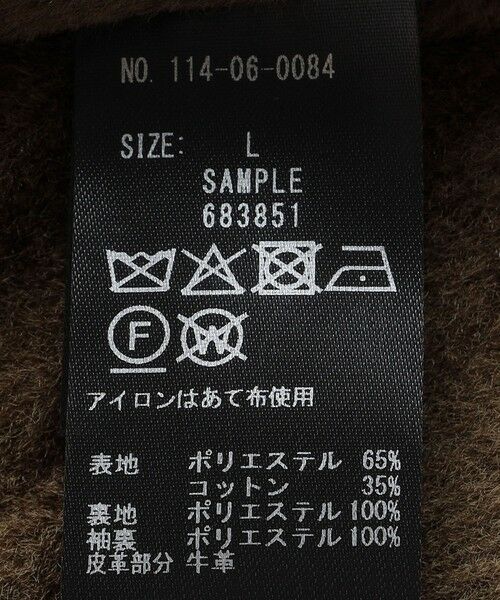 NO. 114-06-0084
SIZE: L
SAMPLE
683851
F W
アイロンはあて布使用
表地 ポリエステル 65%
コットン 35%
裏地 ポリエステル 100%
袖裏 ポリエステル 100%
皮革部分 牛革